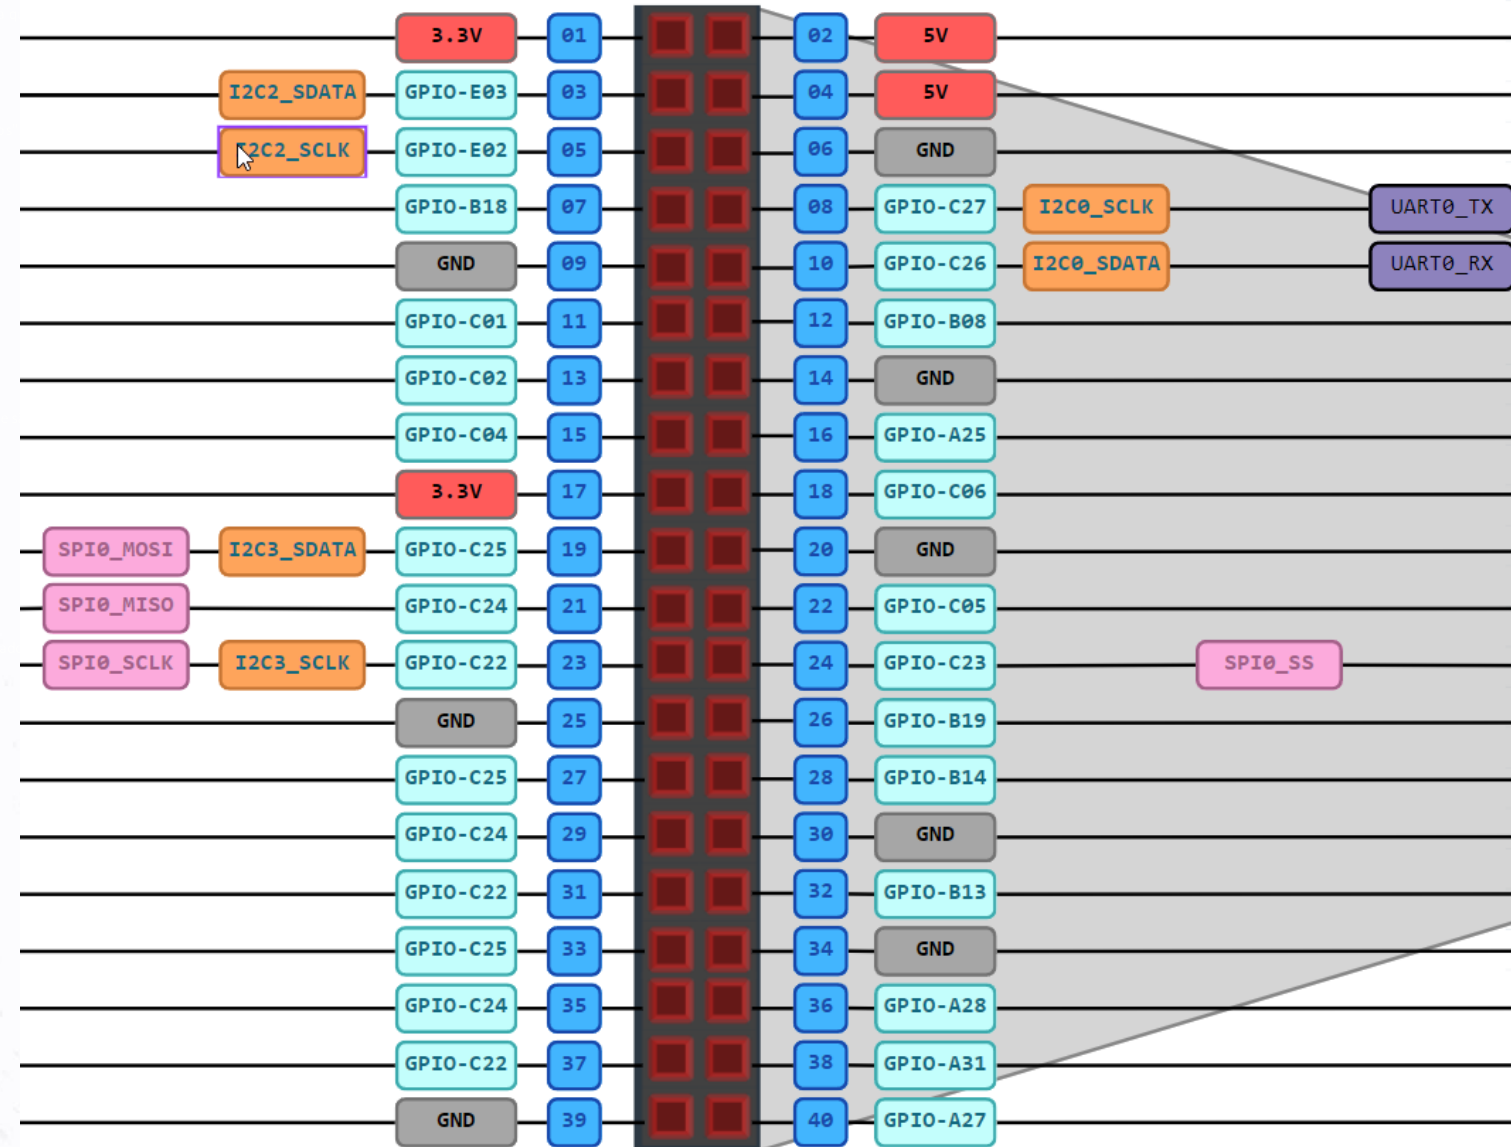 3.3V 01 02 5V
I2C2_SDATA GPIO-E03 03 04 5V
I2C2_SCLK GPIO-E02 05 06 GND
GPIO-B18 07 08 GPIO-C27 I2C0_SCLK UART0_TX
GND 09 10 GPIO-C26 I2C0_SDATA UART0_RX
GPIO-C01 11 12 GPIO-B08
GPIO-C02 13 14 GND
GPIO-C04 15 16 GPIO-A25
3.3V 17 18 GPIO-C06
SPI0_MOSI I2C3_SDATA GPIO-C25 19 20 GND
SPI0_MISO GPIO-C24 21 22 GPIO-C05
SPI0_SCLK I2C3_SCLK GPIO-C22 23 24 GPIO-C23 SPI0_SS
GND 25 26 GPIO-B19
GPIO-C25 27 28 GPIO-B14
GPIO-C24 29 30 GND
GPIO-C22 31 32 GPIO-B13
GPIO-C25 33 34 GND
GPIO-C24 35 36 GPIO-A28
GPIO-C22 37 38 GPIO-A31
GND 39 40 GPIO-A27